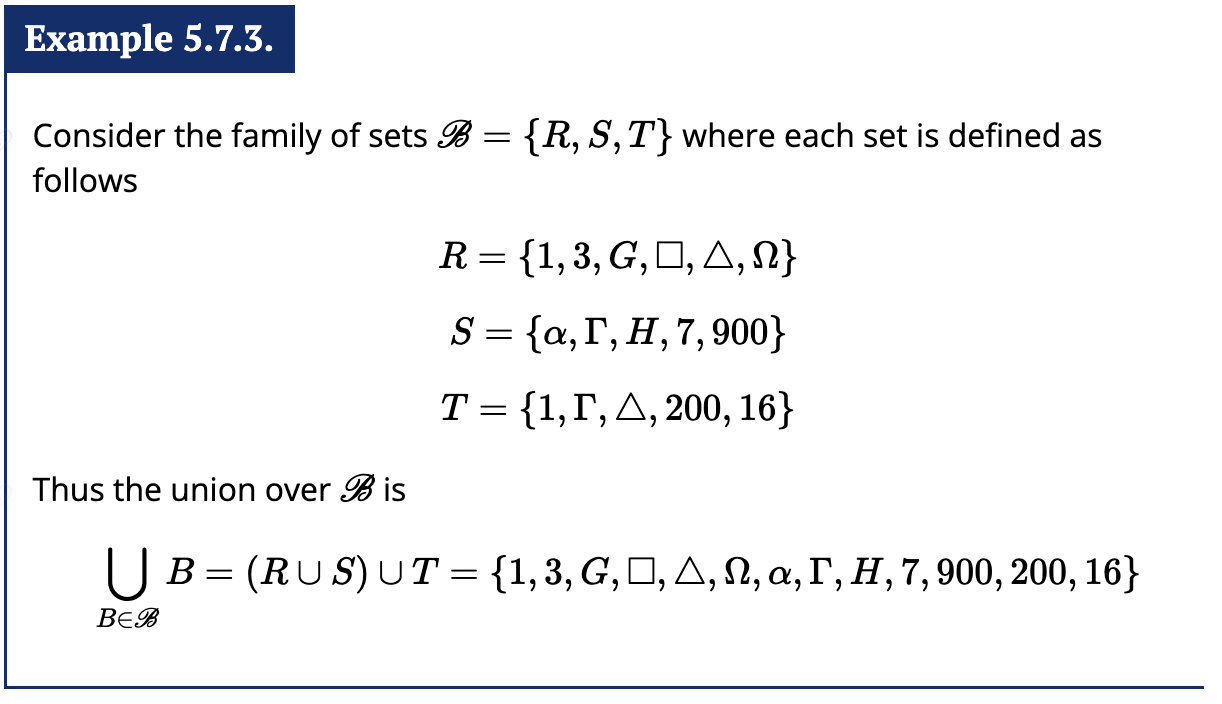 Example 5.7.3.
Consider the family of sets ℬ = {R, S, T} where each set is defined as
follows
R = {1, 3, G, □, △, Ω}
S = {α, Γ, H, 7, 900}
T = {1, Γ, △, 200, 16}
Thus the union over ℬ is
⋃_{B∈ℬ} B = (R ∪ S) ∪ T = {1, 3, G, □, △, Ω, α, Γ, H, 7, 900, 200, 16}